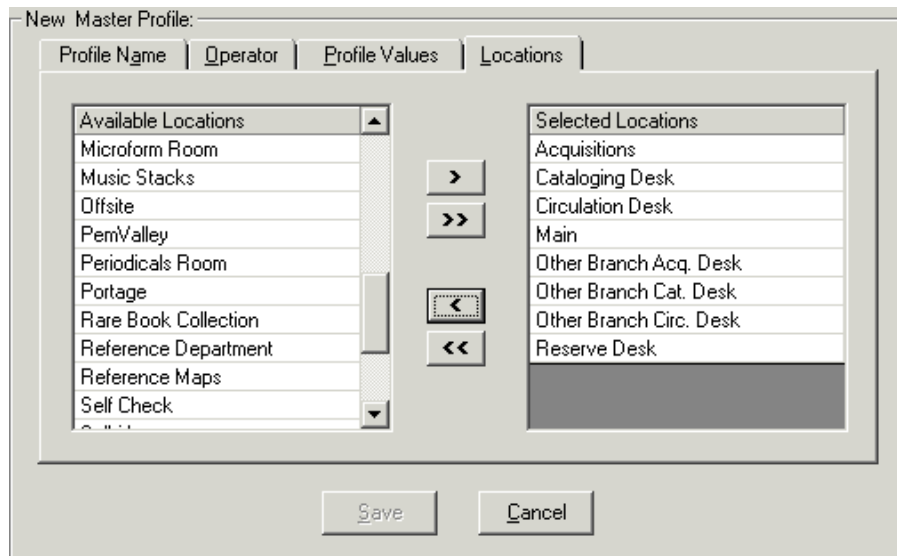 New Master Profile:
Profile Name
Operator
Profile Values
Locations
Available Locations
Microform Room
Music Stacks
Offsite
PemValley
Periodicals Room
Portage
Rare Book Collection
Reference Department
Reference Maps
Self Check
>
>>
<
<<
Selected Locations
Acquisitions
Cataloging Desk
Circulation Desk
Main
Other Branch Acq. Desk
Other Branch Cat. Desk
Other Branch Circ. Desk
Reserve Desk
Save
Cancel